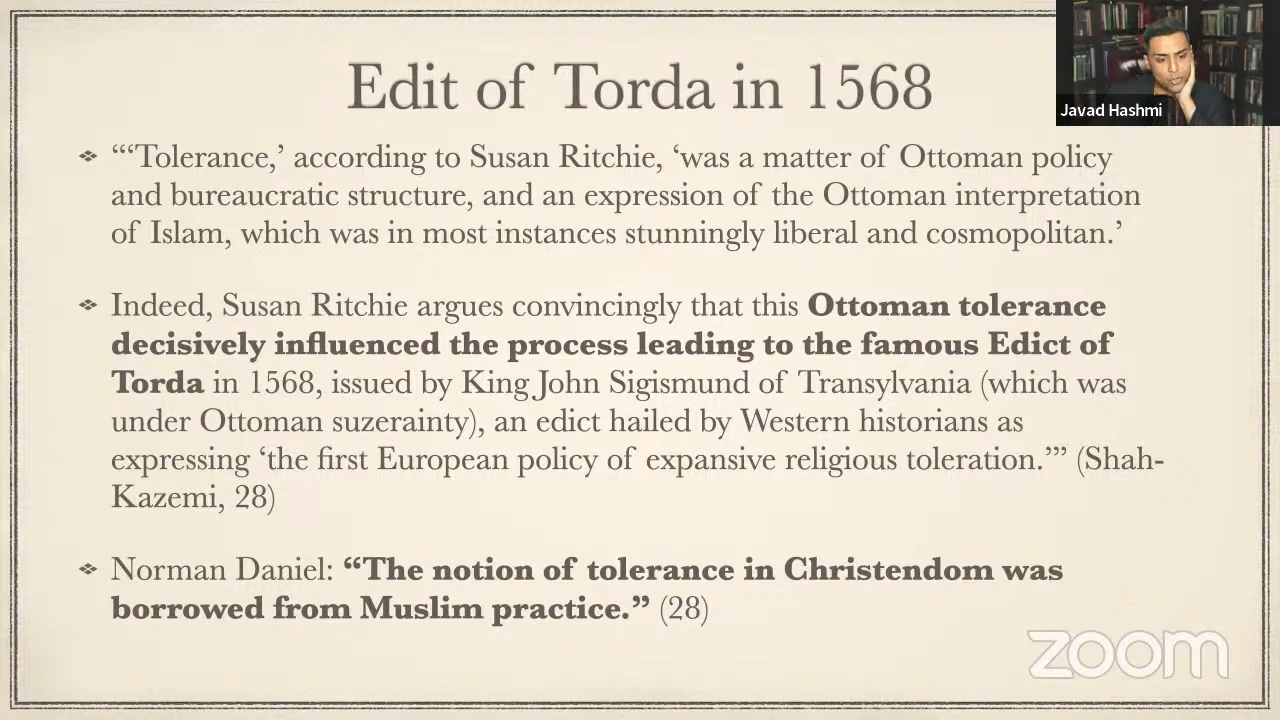 Edit of Torda in 1568
Javad Hashmi
“‘Tolerance,’ according to Susan Ritchie, ‘was a matter of Ottoman policy
and bureaucratic structure, and an expression of the Ottoman interpretation
of Islam, which was in most instances stunningly liberal and cosmopolitan.’
Indeed, Susan Ritchie argues convincingly that this Ottoman tolerance
decisively influenced the process leading to the famous Edict of
Torda in 1568, issued by King John Sigismund of Transylvania (which was
under Ottoman suzerainty), an edict hailed by Western historians as
expressing ‘the first European policy of expansive religious toleration.’” (Shah-
Kazemi, 28)
Norman Daniel: “The notion of tolerance in Christendom was
borrowed from Muslim practice.” (28)
zoom